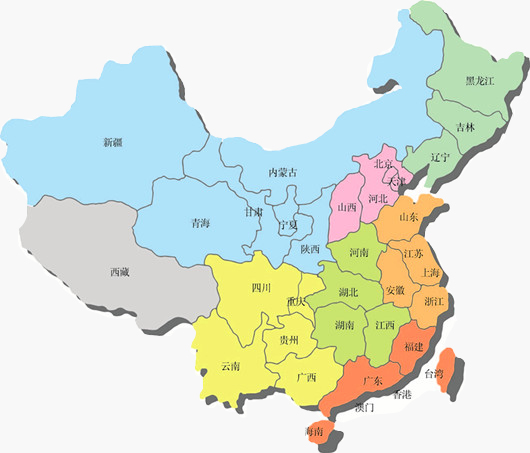 黑龙江
吉林
辽宁
新疆
内蒙古
北京
天津
河北
山西
甘肃
青海
宁夏
陕西
山东
河南
江苏
上海
西藏
四川
重庆
湖北
安徽
浙江
湖南
江西
贵州
福建
云南
广西
广东
台湾
香港
澳门
海南